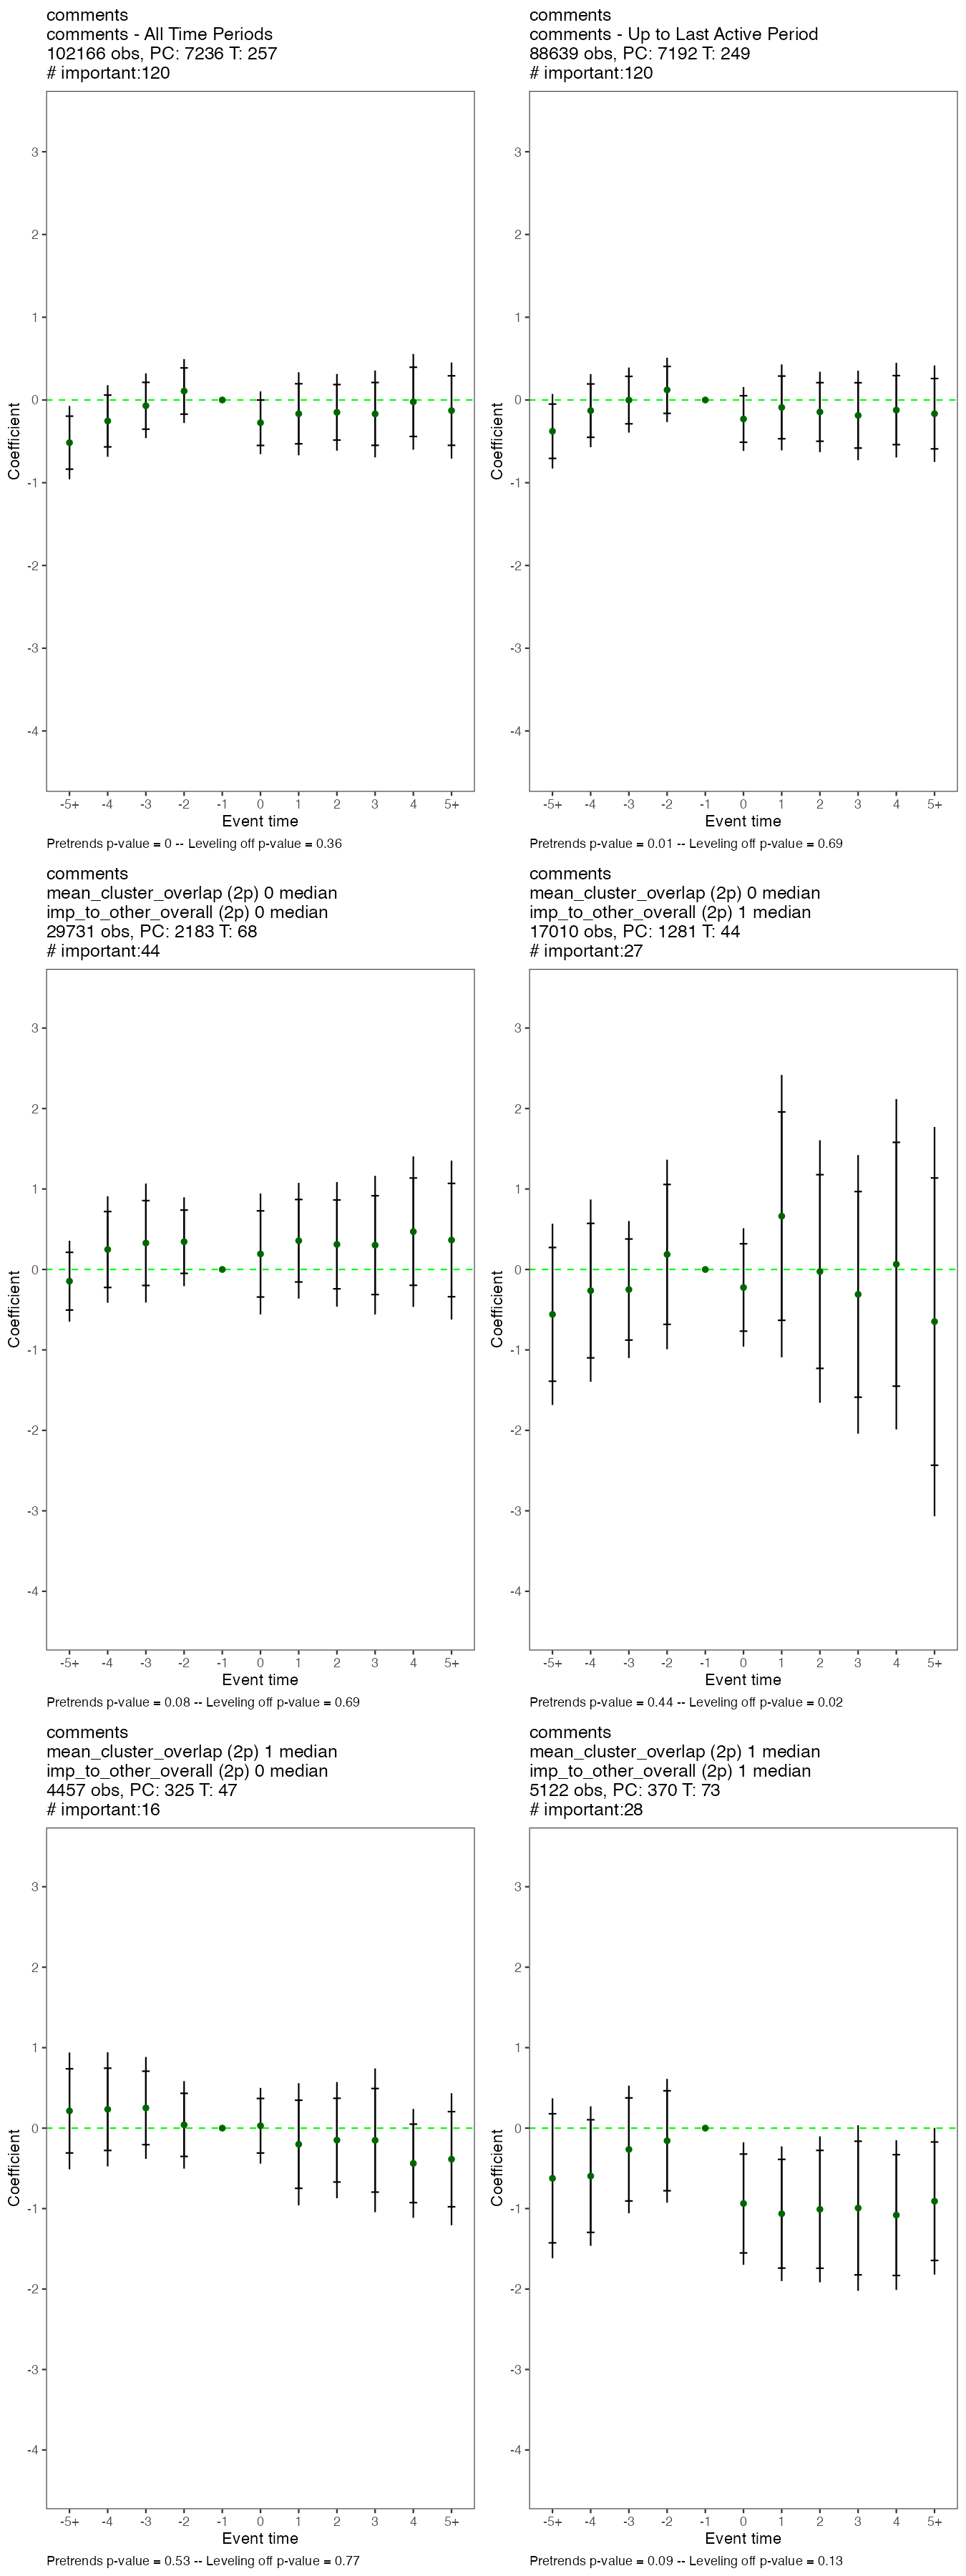 comments
comments - All Time Periods
102166 obs, PC: 7236 T: 257
# important:120
3
2
1
0
-1
-2
-3
-4
Coefficient
-5+ -4 -3 -2 -1 0 1 2 3 4 5+
Event time
Pretrends p-value = 0 -- Leveling off p-value = 0.36
comments
comments - Up to Last Active Period
88639 obs, PC: 7192 T: 249
# important:120
3
2
1
0
-1
-2
-3
-4
Coefficient
-5+ -4 -3 -2 -1 0 1 2 3 4 5+
Event time
Pretrends p-value = 0.01 -- Leveling off p-value = 0.69
comments
mean_cluster_overlap (2p) 0 median
imp_to_other_overall (2p) 0 median
29731 obs, PC: 2183 T: 68
# important:44
3
2
1
0
-1
-2
-3
-4
Coefficient
-5+ -4 -3 -2 -1 0 1 2 3 4 5+
Event time
Pretrends p-value = 0.08 -- Leveling off p-value = 0.69
comments
mean_cluster_overlap (2p) 0 median
imp_to_other_overall (2p) 1 median
17010 obs, PC: 1281 T: 44
# important:27
3
2
1
0
-1
-2
-3
-4
Coefficient
-5+ -4 -3 -2 -1 0 1 2 3 4 5+
Event time
Pretrends p-value = 0.44 -- Leveling off p-value = 0.02
comments
mean_cluster_overlap (2p) 1 median
imp_to_other_overall (2p) 0 median
4457 obs, PC: 325 T: 47
# important:16
3
2
1
0
-1
-2
-3
-4
Coefficient
-5+ -4 -3 -2 -1 0 1 2 3 4 5+
Event time
Pretrends p-value = 0.53 -- Leveling off p-value = 0.77
comments
mean_cluster_overlap (2p) 1 median
imp_to_other_overall (2p) 1 median
5122 obs, PC: 370 T: 73
# important:28
3
2
1
0
-1
-2
-3
-4
Coefficient
-5+ -4 -3 -2 -1 0 1 2 3 4 5+
Event time
Pretrends p-value = 0.09 -- Leveling off p-value = 0.13